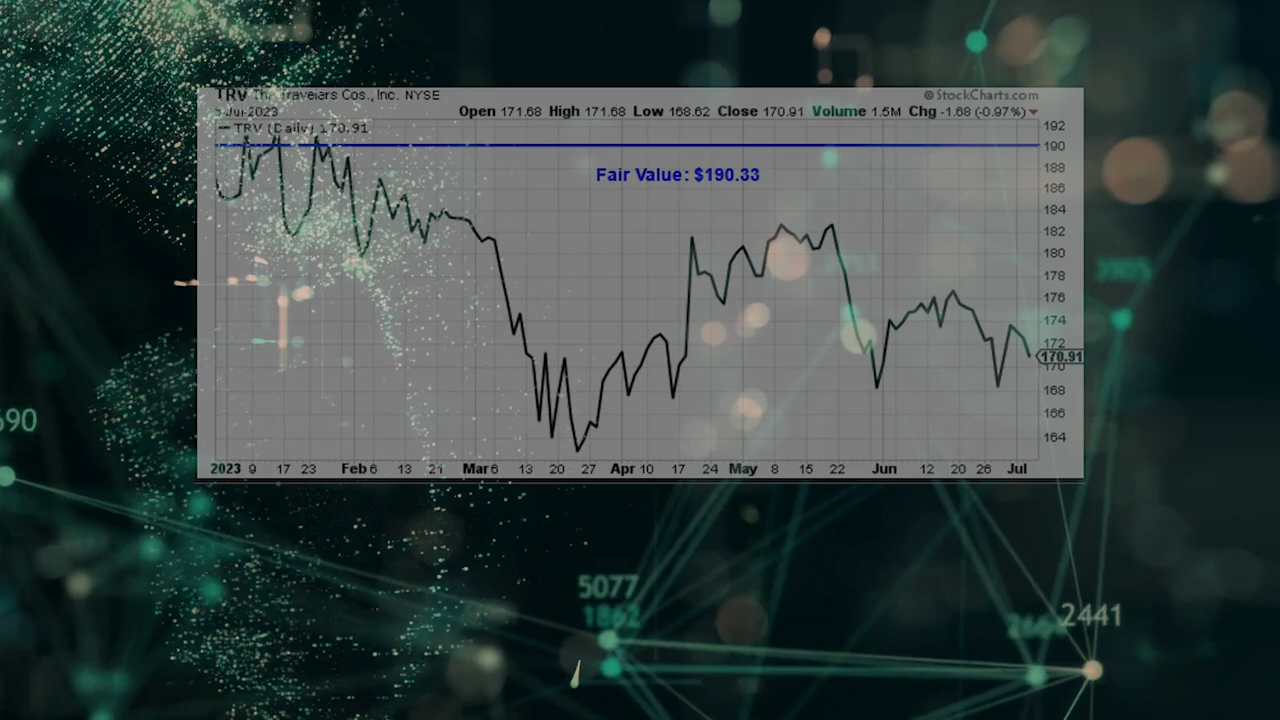 TRV The Travelers Cos., Inc. NYSE
© StockCharts.com
5-Jul-2023
Open 171.68 High 171.68 Low 168.62 Close 170.91 Volume 1.5M Chg -1.68 (-0.97%)
TRV (Daily) 170.91
192
190
Fair Value: $190.33
188
186
184
182
180
178
176
174
172
170.91
170
168
166
164
2023 9 17 23 Feb 6 13 21 Mar 6 13 20 27 Apr 10 17 24 May 8 15 22 Jun 12 20 26 Jul
690
5077
1862
2441